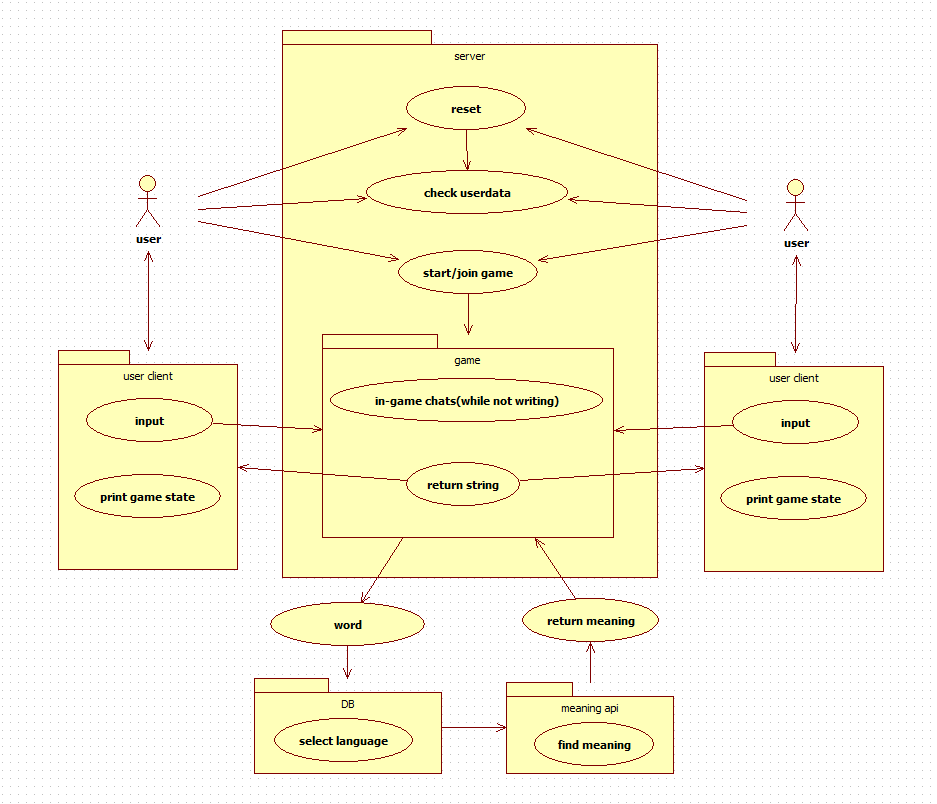 server
reset
check userdata
user
user
start/join game
game
user client
user client
in-game chats(while not writing)
input
input
return string
print game state
print game state
word
return meaning
DB
meaning api
select language
find meaning